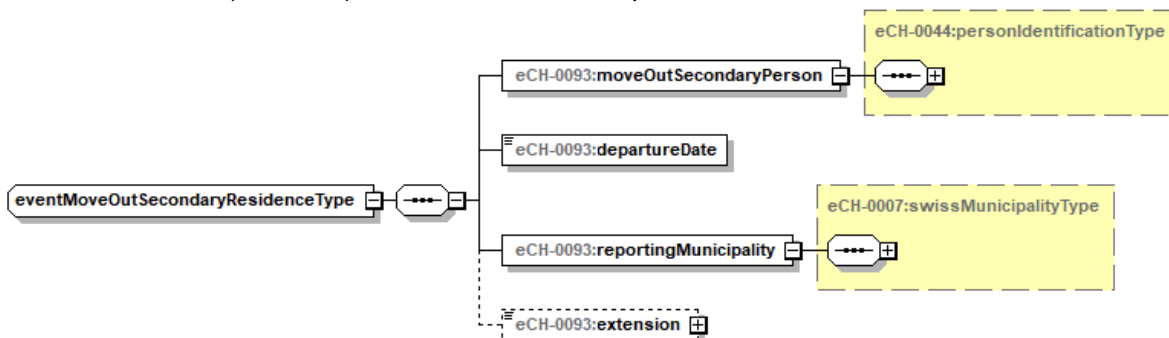 eCH-0044:personIdentificationType
eCH-0093:moveOutSecondaryPerson
eCH-0093:departureDate
eventMoveOutSecondaryResidenceType
eCH-0007:swissMunicipalityType
eCH-0093:reportingMunicipality
eCH-0093:extension